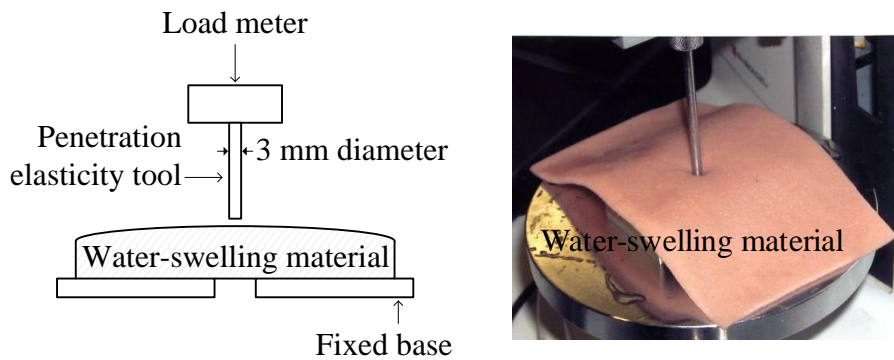 Load meter
Penetration
elasticity tool
3 mm diameter
Water-swelling material
Fixed base
Water-swelling material